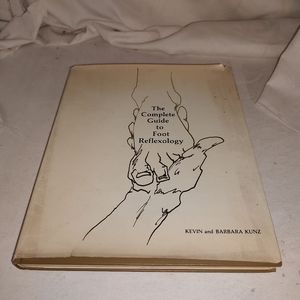 The
Complete
Guide
to
Foot
Reflexology
KEVIN and BARBARA KUNZ